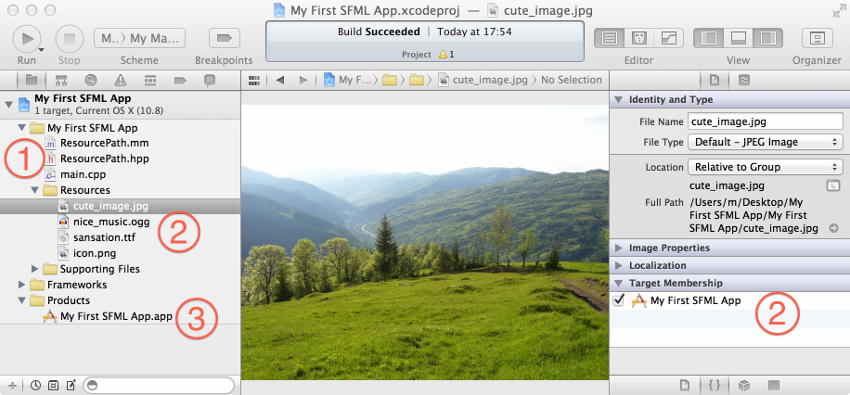 My First SFML App.xcodeproj — cute_image.jpg
Build Succeeded | Today at 17:54
Project 1
M... My Ma...
Run Stop Scheme Breakpoints Editor View Organizer
My F... cute_image.jpg No Selection
My First SFML App
1 target, Current OS X (10.8)
My First SFML App
1
ResourcePath.mm
ResourcePath.hpp
main.cpp
Resources
cute_image.jpg
nice_music.ogg
2
sansation.ttf
icon.png
Supporting Files
Frameworks
Products
My First SFML App.app
3
Identity and Type
File Name cute_image.jpg
File Type Default - JPEG Image
Location Relative to Group
cute_image.jpg
Full Path /Users/m/Desktop/My
First SFML App/My First
SFML App/cute_image.jpg
Image Properties
Localization
Target Membership
My First SFML App
2